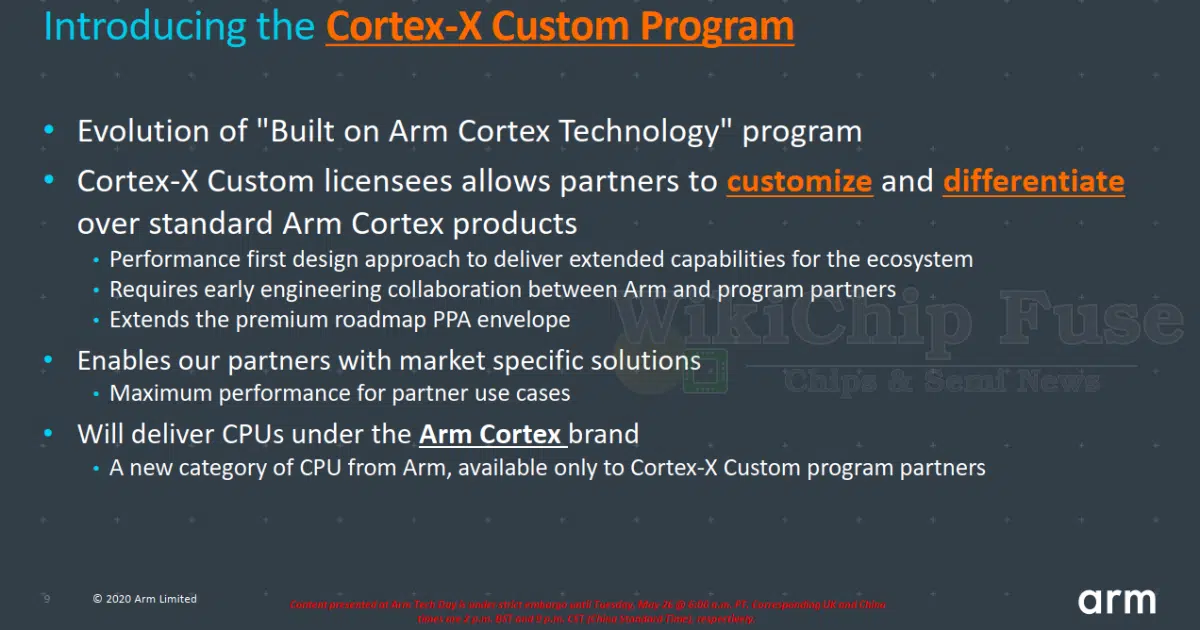 Introducing the Cortex-X Custom Program
• Evolution of "Built on Arm Cortex Technology" program
• Cortex-X Custom licensees allows partners to customize and differentiate
over standard Arm Cortex products
• Performance first design approach to deliver extended capabilities for the ecosystem
• Requires early engineering collaboration between Arm and program partners
• Extends the premium roadmap PPA envelope
WikiChip Fuse
• Enables our partners with market specific solutions
Chips & Semi News
• Maximum performance for partner use cases
• Will deliver CPUs under the Arm Cortex brand
• A new category of CPU from Arm, available only to Cortex-X Custom program partners
9
© 2020 Arm Limited
Content presented at Arm Tech Day is under strict embargo until Tuesday, May 26 @ 6:00 a.m. PT. Corresponding UK and China
times are 2 p.m. BST and 9 p.m. CST (China Standard Time), respectively.
arm